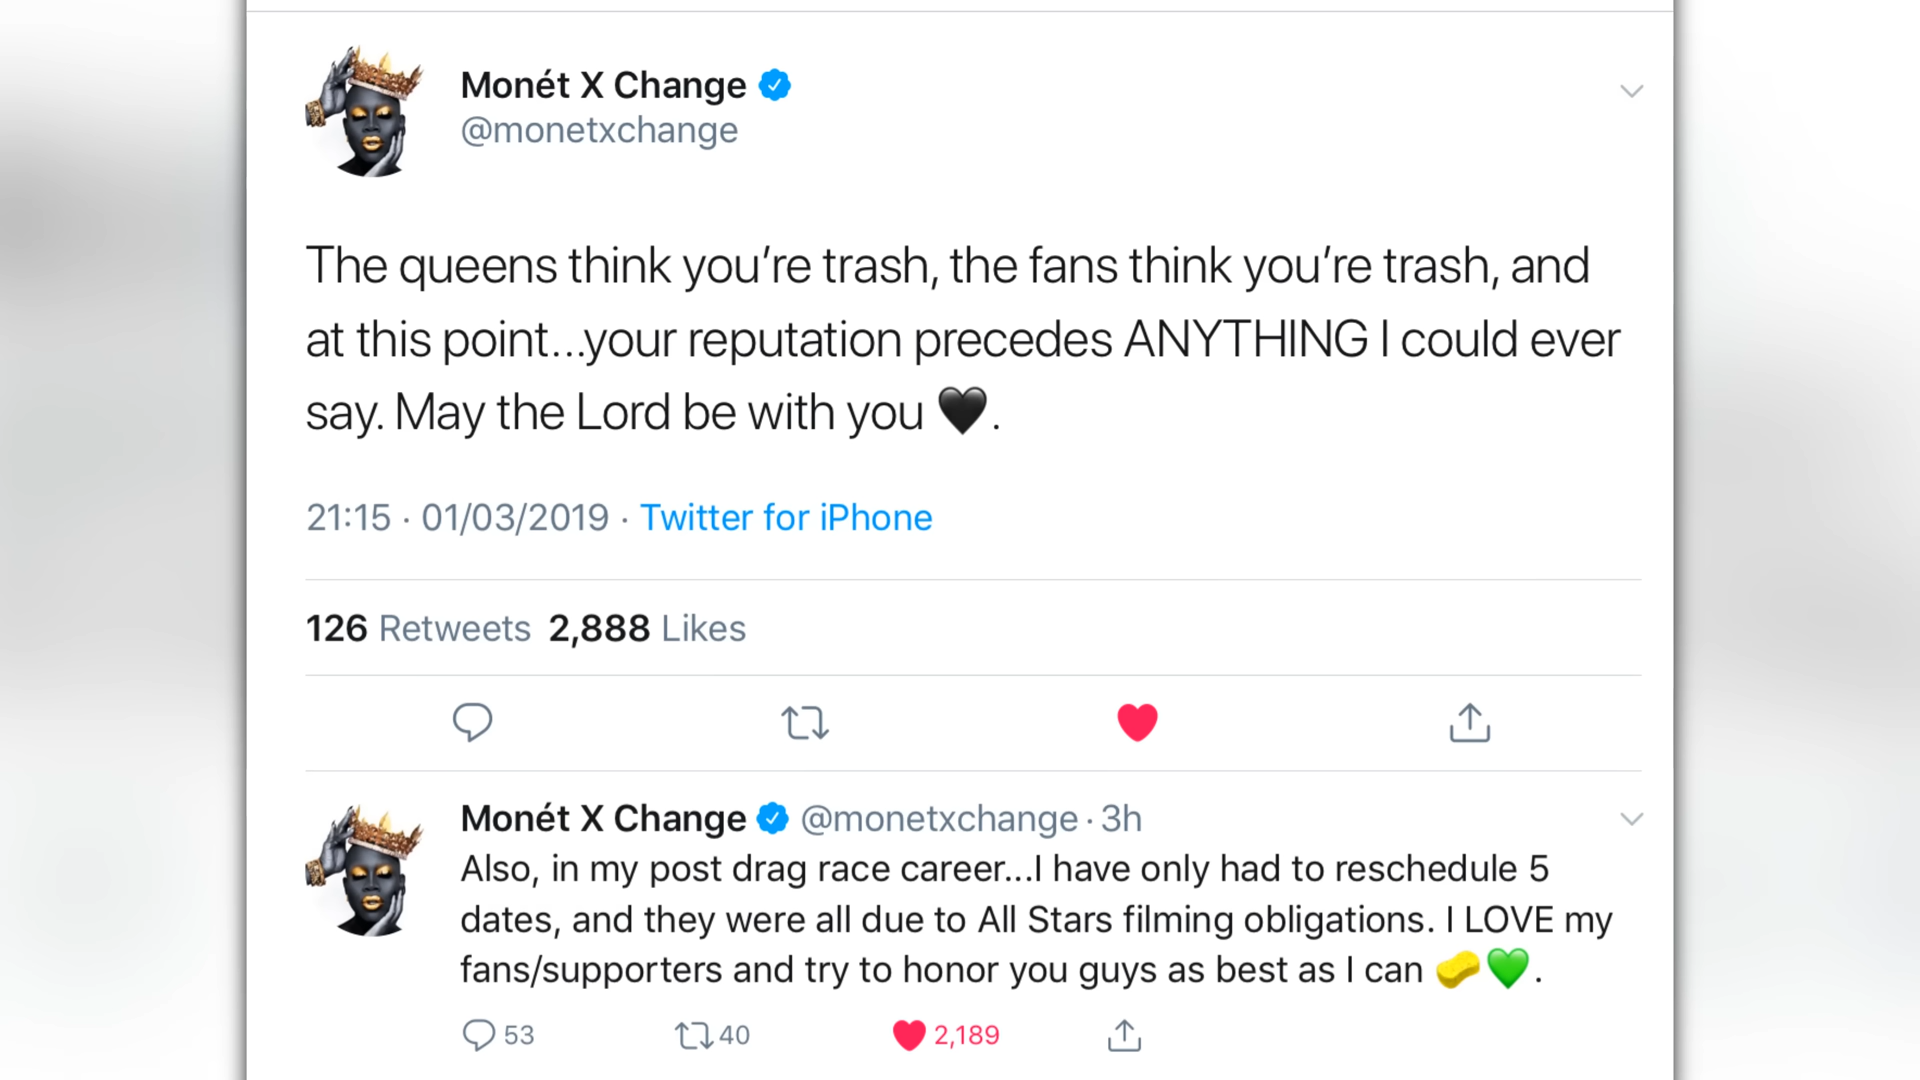 Monét X Change
@monetxchange
The queens think you’re trash, the fans think you’re trash, and
at this point...your reputation precedes ANYTHING I could ever
say. May the Lord be with you 🖤.
21:15 · 01/03/2019 · Twitter for iPhone
126 Retweets 2,888 Likes
Monét X Change @monetxchange · 3h
Also, in my post drag race career...I have only had to reschedule 5
dates, and they were all due to All Stars filming obligations. I LOVE my
fans/supporters and try to honor you guys as best as I can 🧽💚.
53 40 2,189